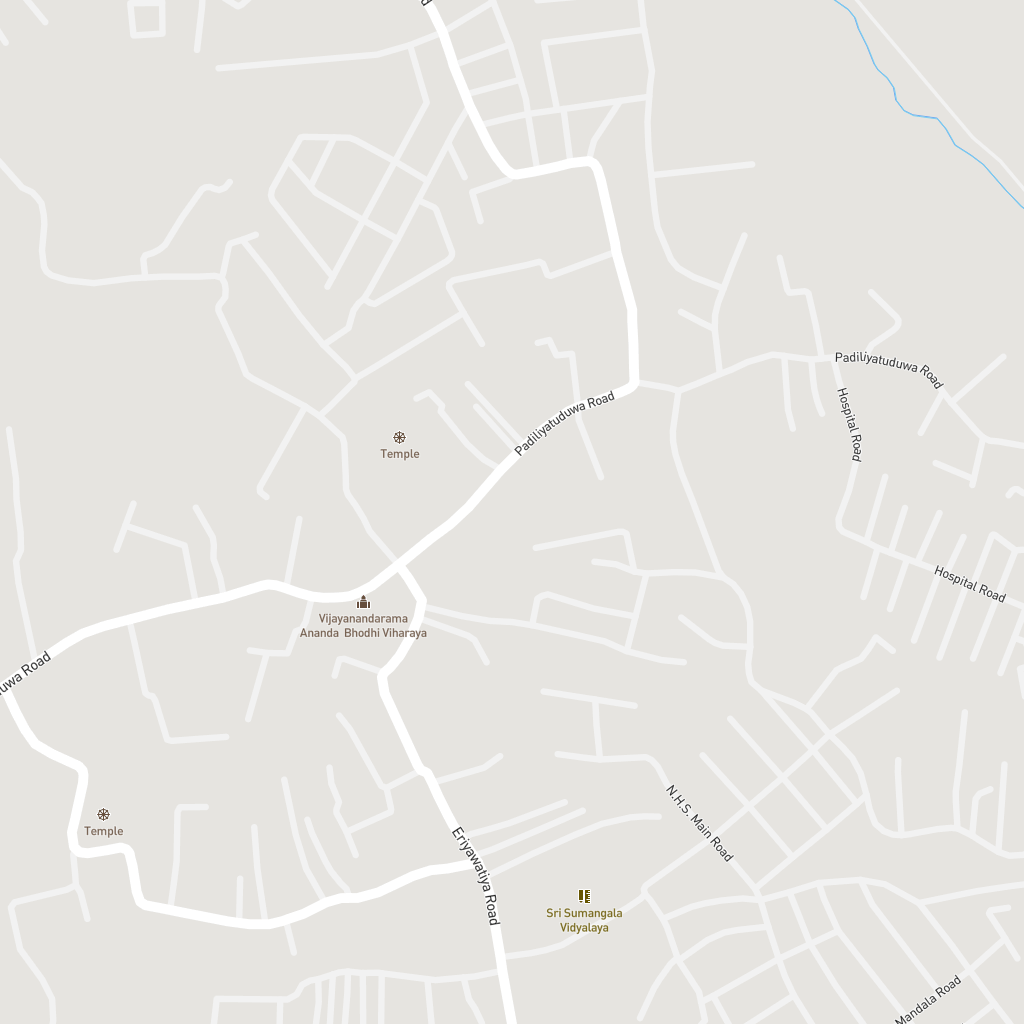 Padiliyatuduwa Road
Hospital Road
Padiliyatuduwa Road
Temple
Hospital Road
Vijayanandarama
Ananda Bhodhi Viharaya
uwa Road
Temple
N.H.S. Main Road
Eriyawatiya Road
Sri Sumangala
Vidyalaya
Mandala Road